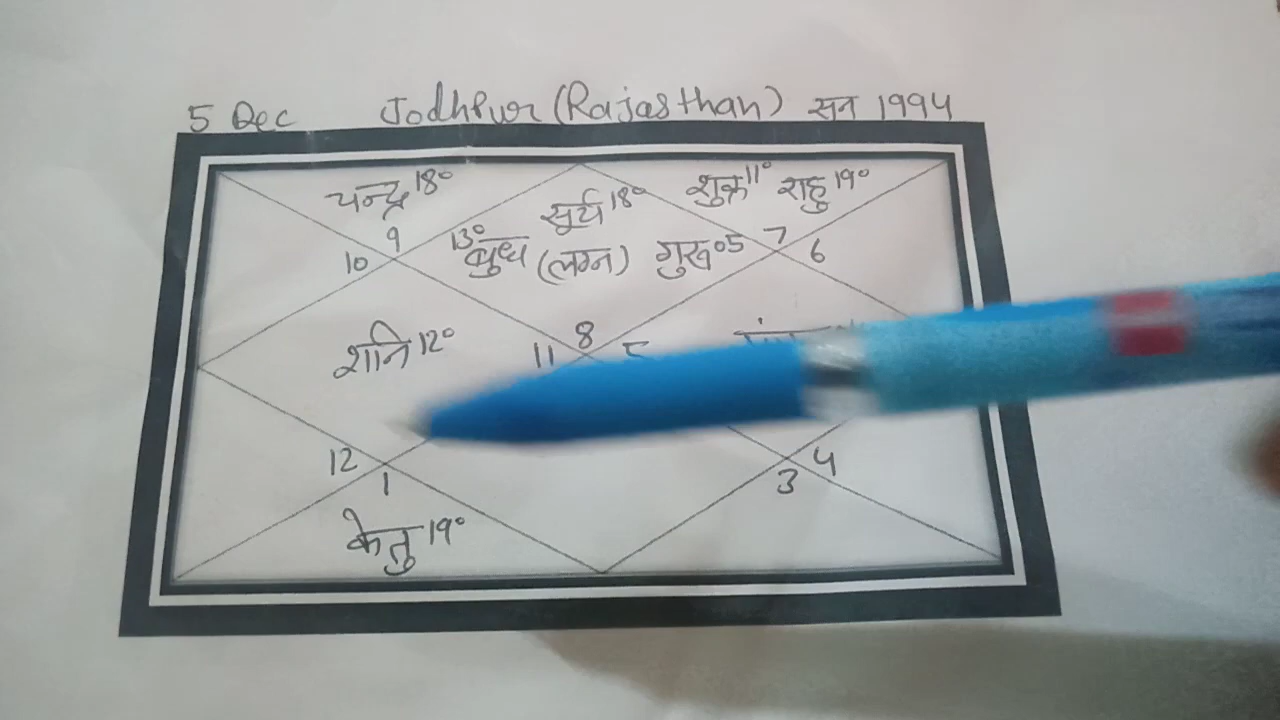 5 Dec Jodhpur (Rajasthan) सन 1994
चन्द्र 18° शुक्र 11° राहु 19°
सूर्य 18°
9 13° बुध (लग्न) गुरु °05 7
10 6
शनि 12° 11 8 5
12 1 3 4
केतु 19°